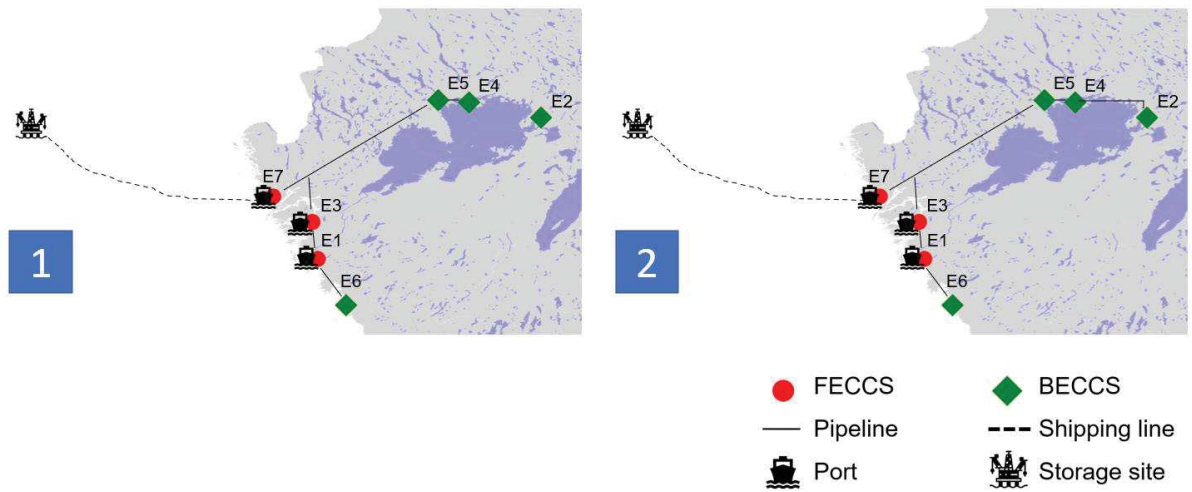 E5 E4
E2
E7
E3
E1
E6
1
E5 E4
E2
E7
E3
E1
E6
2
FECCS
BECCS
Pipeline
Shipping line
Port
Storage site